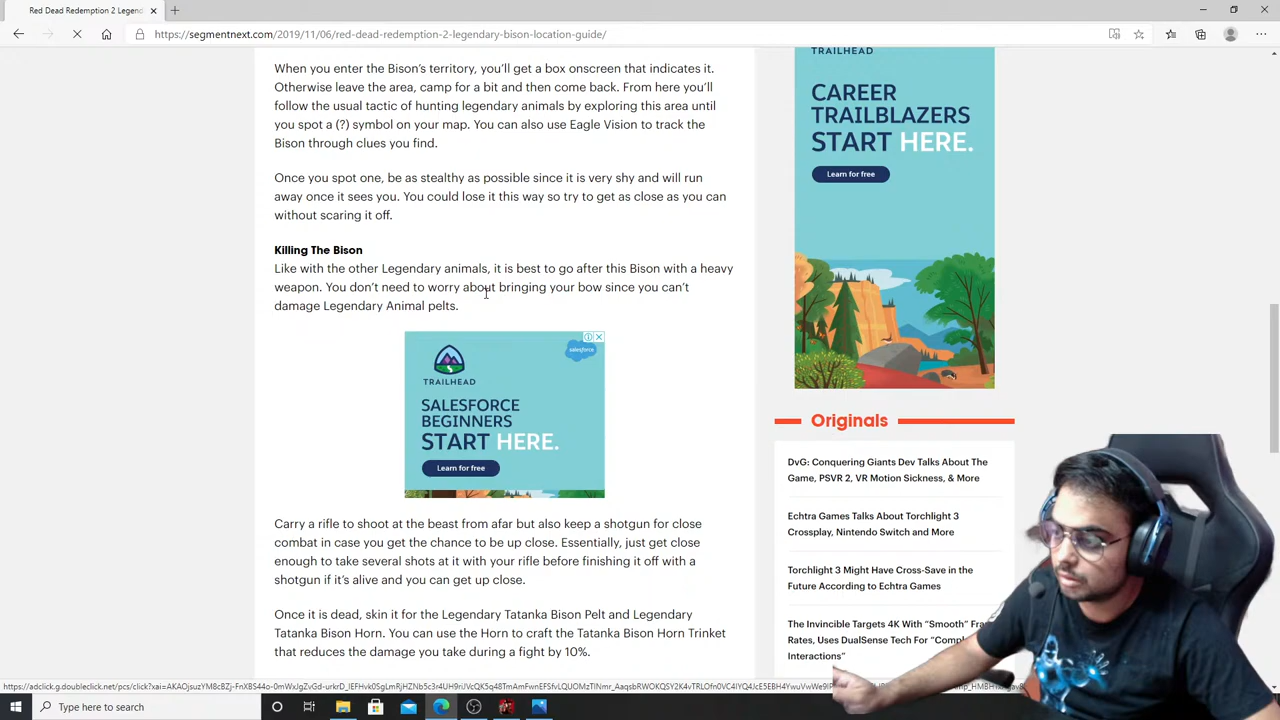 Red Dead Redemption 2 Legend
https://segmentnext.com/2019/11/06/red-dead-redemption-2-legendary-bison-location-guide/
When you enter the Bison's territory, you'll get a box onscreen that indicates it.
Otherwise leave the area, camp for a bit and then come back. From here you'll
follow the usual tactic of hunting legendary animals by exploring this area until
you spot a (?) symbol on your map. You can also use Eagle Vision to track the
Bison through clues you find.
Once you spot one, be as stealthy as possible since it is very shy and will run
away once it sees you. You could lose it this way so try to get as close as you can
without scaring it off.
Killing The Bison
Like with the other Legendary animals, it is best to go after this Bison with a heavy
weapon. You don't need to worry about bringing your bow since you can't
damage Legendary Animal pelts.
salesforce
TRAILHEAD
SALESFORCE
BEGINNERS
START HERE.
Learn for free
Carry a rifle to shoot at the beast from afar but also keep a shotgun for close
combat in case you get the chance to be up close. Essentially, just get close
enough to take several shots at it with your rifle before finishing it off with a
shotgun if it's alive and you can get up close.
Once it is dead, skin it for the Legendary Tatanka Bison Pelt and Legendary
Tatanka Bison Horn. You can use the Horn to craft the Tatanka Bison Horn Trinket
that reduces the damage you take during a fight by 10%.
TRAILHEAD
CAREER
TRAILBLAZERS
START HERE.
Learn for free
Originals
DvG: Conquering Giants Dev Talks About The
Game, PSVR 2, VR Motion Sickness, & More
Echtra Games Talks About Torchlight 3
Crossplay, Nintendo Switch and More
Torchlight 3 Might Have Cross-Save in the
Future According to Echtra Games
The Invincible Targets 4K With "Smooth"
Rates, Uses DualSense Tech For
Interactions"
Type here to search